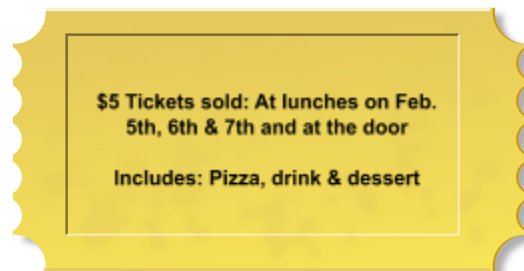 $5 Tickets sold: At lunches on Feb.
5th, 6th & 7th and at the door
Includes: Pizza, drink & dessert